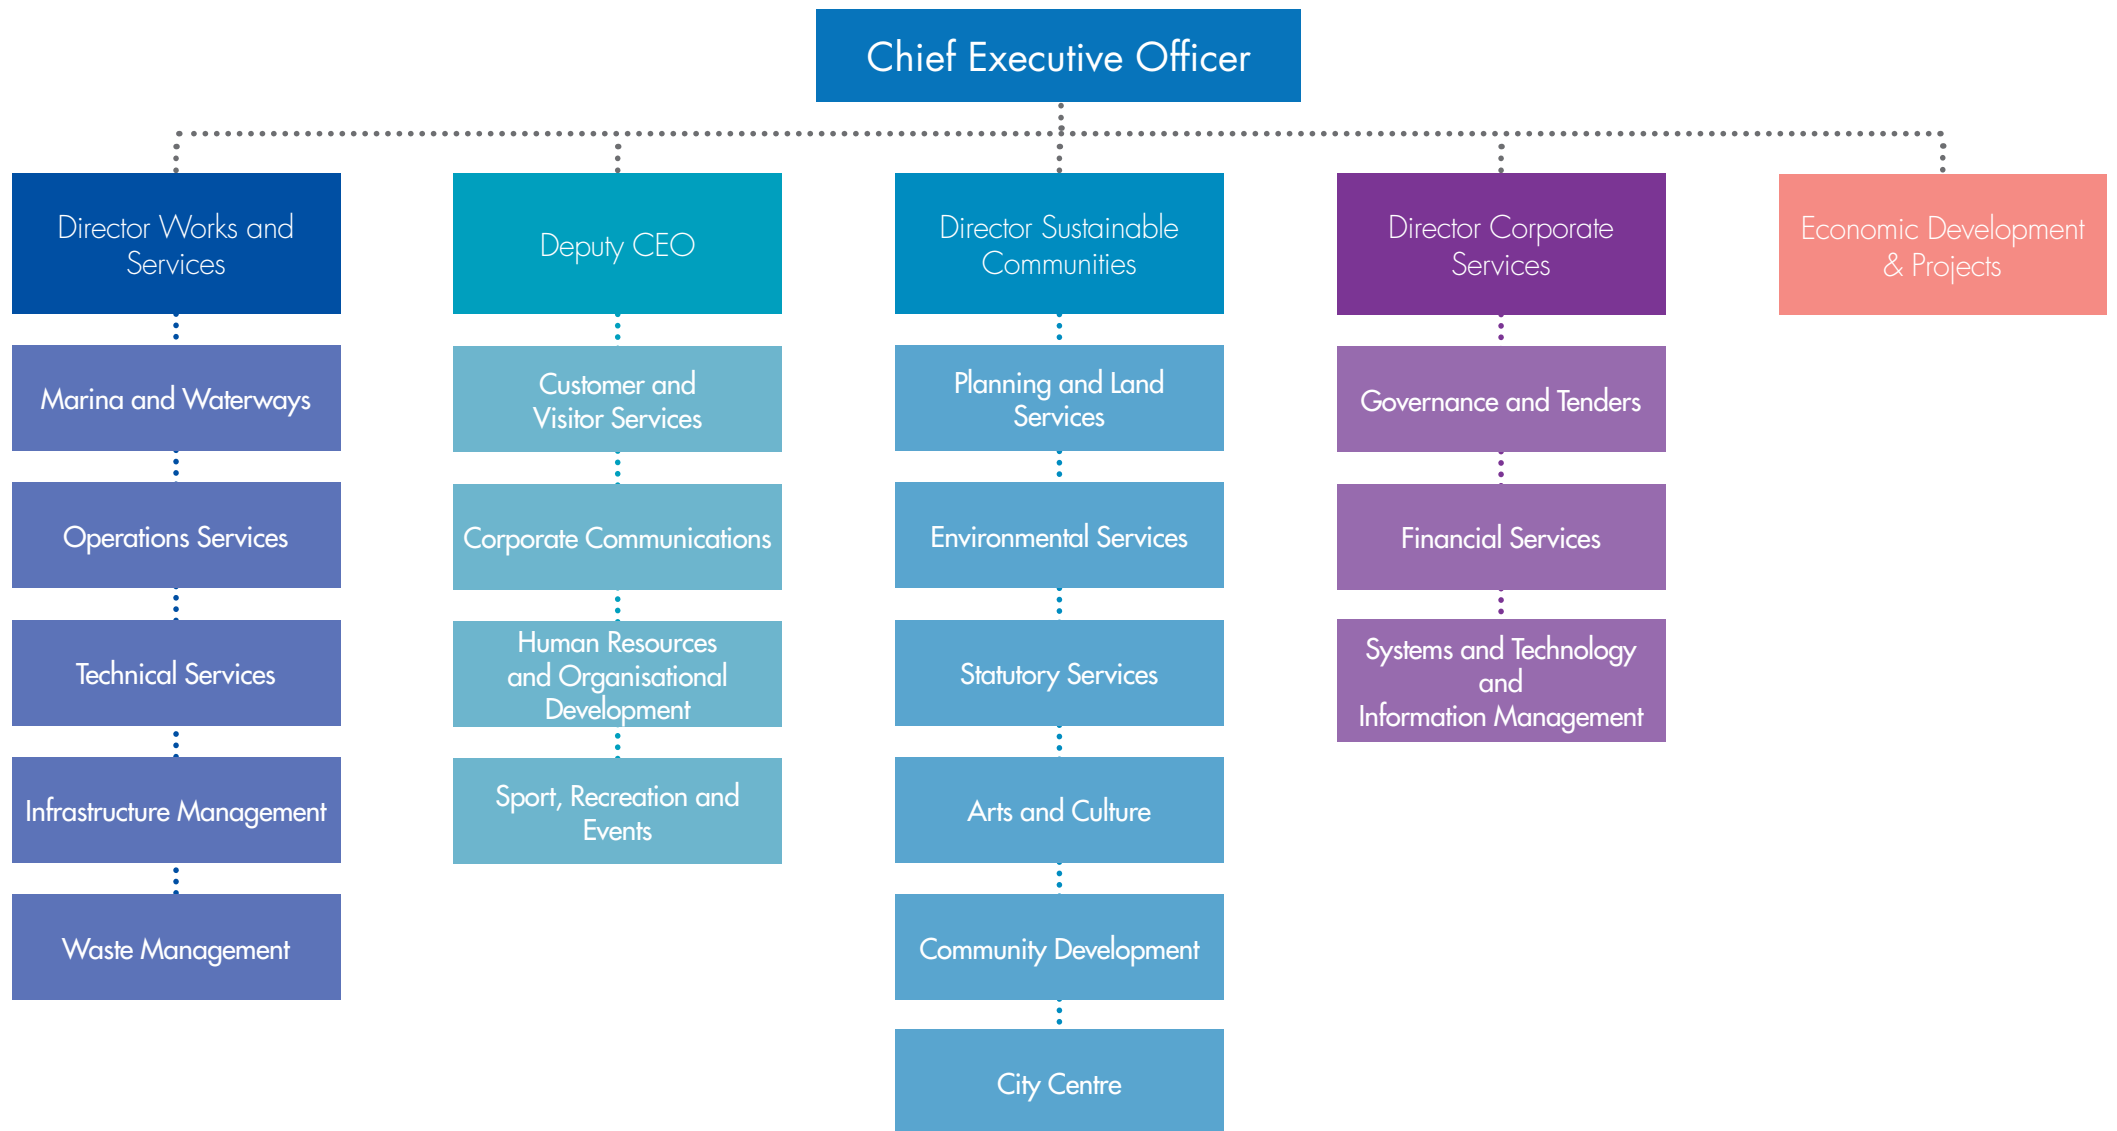 Chief Executive Officer
Director Works and
Services
Deputy CEO
Director Sustainable
Communities
Director Corporate
Services
Economic Development
& Projects
Marina and Waterways
Operations Services
Technical Services
Infrastructure Management
Waste Management
Customer and
Visitor Services
Corporate Communications
Human Resources
and Organisational
Development
Sport, Recreation and
Events
Planning and Land
Services
Environmental Services
Statutory Services
Arts and Culture
Community Development
City Centre
Governance and Tenders
Financial Services
Systems and Technology
and
Information Management